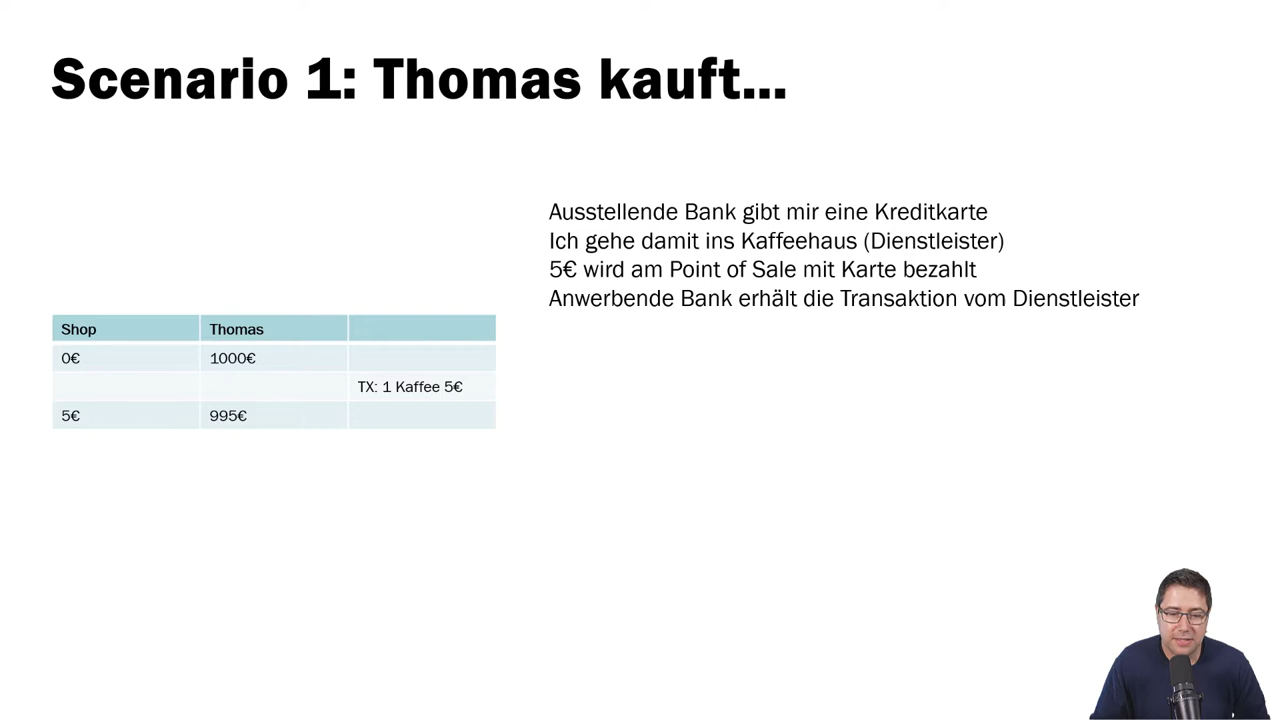 Scenario 1: Thomas kauft...
Ausstellende Bank gibt mir eine Kreditkarte
Ich gehe damit ins Kaffeehaus (Dienstleister)
5€ wird am Point of Sale mit Karte bezahlt
Anwerbende Bank erhält die Transaktion vom Dienstleister
Shop Thomas
0€ 1000€
TX: 1 Kaffee 5€
5€ 995€